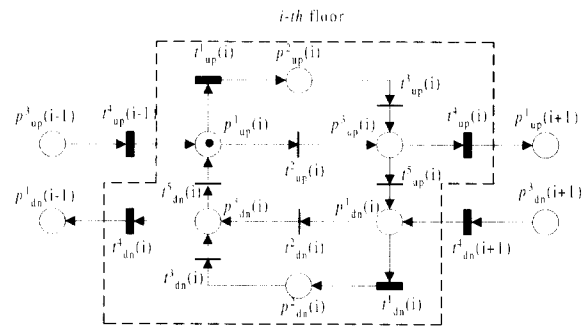 i-th floor
t¹up(i) p²up(i)
p³up(i-1) t⁴up(i-1) t³up(i)
p¹up(i) p³up(i) t⁴up(i) p¹up(i+1)
t²up(i)
p¹dn(i-1) t⁵dn(i) t⁵up(i)
p³dn(i) p¹dn(i) p³dn(i+1)
t⁴dn(i) t²dn(i) t⁴dn(i+1)
t³dn(i)
p²dn(i) t¹dn(i)